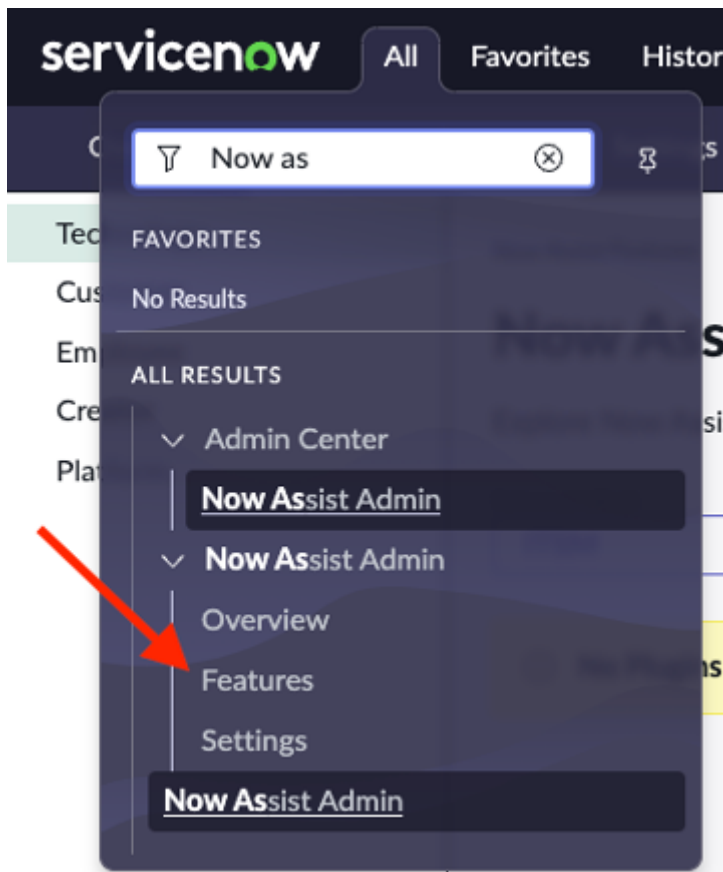 servicenow All Favorites Histor
Now as
FAVORITES
No Results
ALL RESULTS
Admin Center
Now Assist Admin
Now Assist Admin
Overview
Features
Settings
Now Assist Admin
Tec
Cus
Em
Cre
Pla